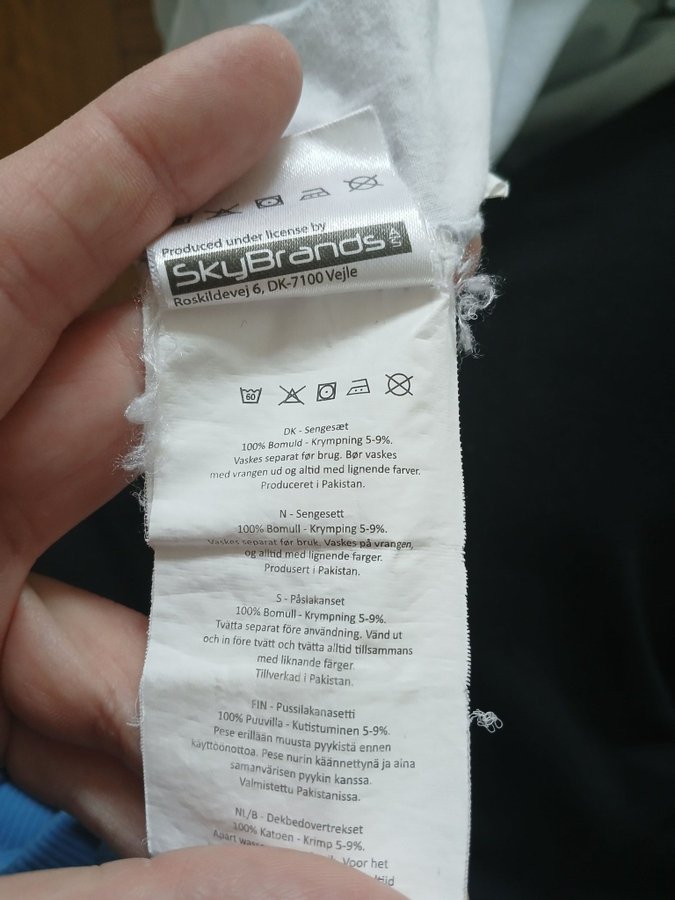 Produced under license by
SkyBrands A/S
Roskildevej 6, DK-7100 Vejle
60
DK - Sengesæt
100% Bomuld - Krympning 5-9%.
Vaskes separat før brug. Bør vaskes
med vrangen ud og altid med lignende farver.
Produceret i Pakistan.
N - Sengesett
100% Bomull - Krymping 5-9%.
Vaskes separat før bruk. Vaskes på vrangen,
og alltid med lignende farger.
Produsert i Pakistan.
S - Påslakanset
100% Bomull - Krympning 5-9%.
Tvätta separat före användning. Vänd ut
och in före tvätt och tvätta alltid tillsammans
med liknande färger.
Tillverkad i Pakistan.
FIN - Pussilakanasetti
100% Puuvilla - Kutistuminen 5-9%.
Pese erillään muusta pyykistä ennen
käyttöönottoa. Pese nurin käännettynä ja aina
samanvärisen pyykin kanssa.
Valmistettu Pakistanissa.
NL/B - Dekbedovertrekset
100% Katoen - Krimp 5-9%.
Apart Voor het